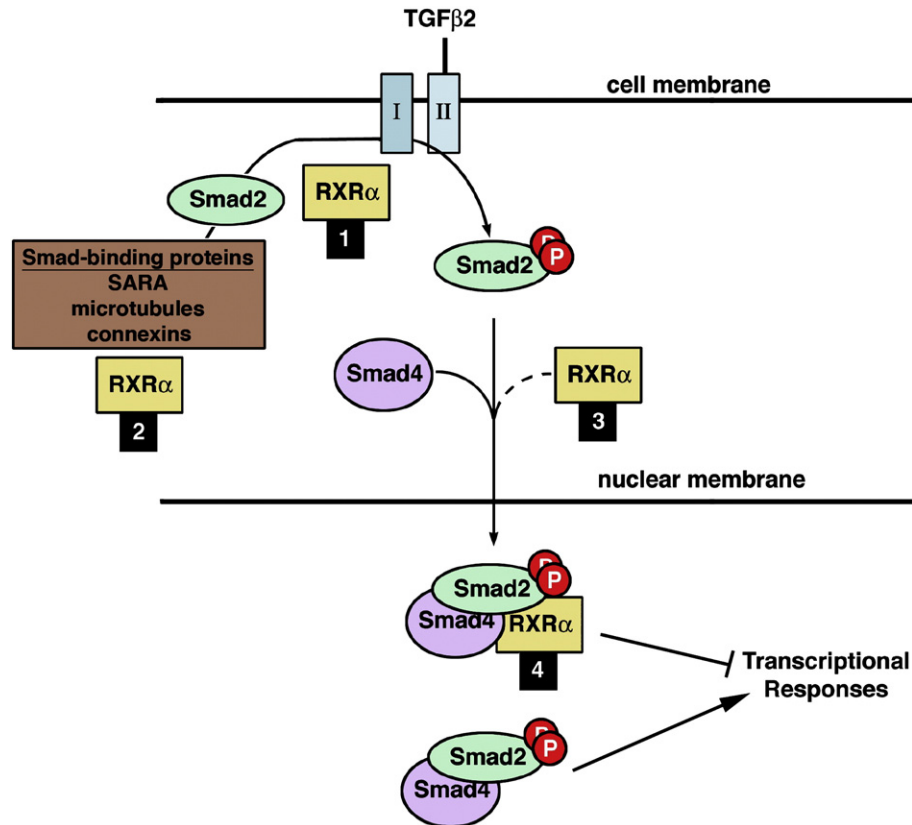 TGFβ2
cell membrane
I II
Smad2
RXRα
1
Smad2 P P
Smad-binding proteins
SARA
microtubules
connexins
Smad4
RXRα
3
RXRα
2
nuclear membrane
Smad2 P P
Smad4 RXRα
4
Transcriptional
Responses
Smad2 P P
Smad4